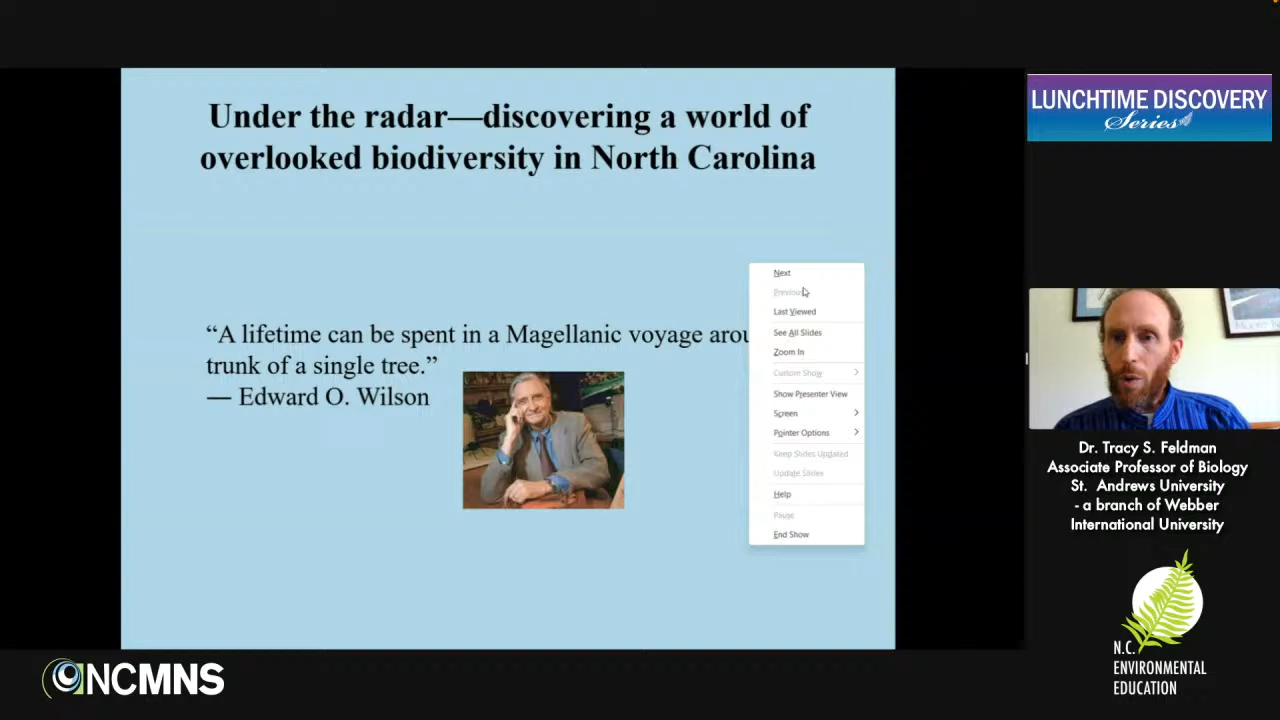 Under the radar—discovering a world of
overlooked biodiversity in North Carolina
“A lifetime can be spent in a Magellanic voyage arou
trunk of a single tree.”
— Edward O. Wilson
Next
Previous
Last Viewed
See All Slides
Zoom In
Custom Show
Show Presenter View
Screen
Pointer Options
Keep Slides Updated
Update Slides
Help
Pause
End Show
LUNCHTIME DISCOVERY
Series
Dr. Tracy S. Feldman
Associate Professor of Biology
St. Andrews University
- a branch of Webber
International University
N.C.
ENVIRONMENTAL
EDUCATION
NCMNS